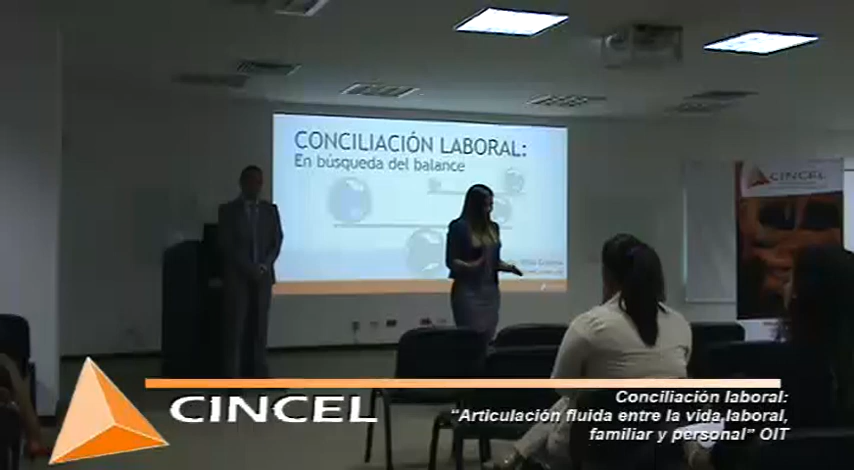 CONCILIACIÓN LABORAL:
En búsqueda del balance
CINCEL
CINCEL
Conciliación laboral:
“Articulación fluida entre la vida laboral,
familiar y personal” OIT